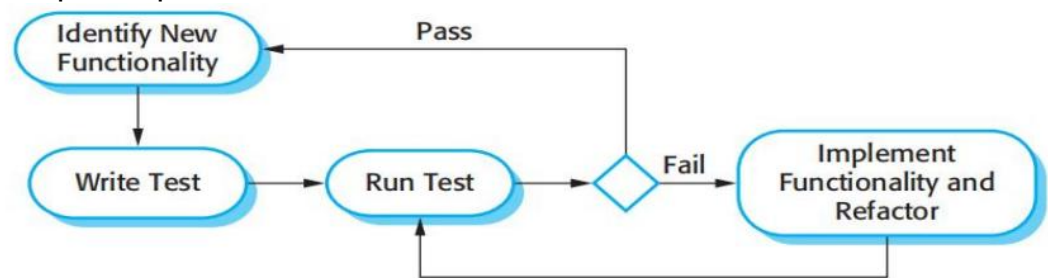 Identify New
Functionality
Pass
Write Test
Run Test
Fail
Implement
Functionality and
Refactor